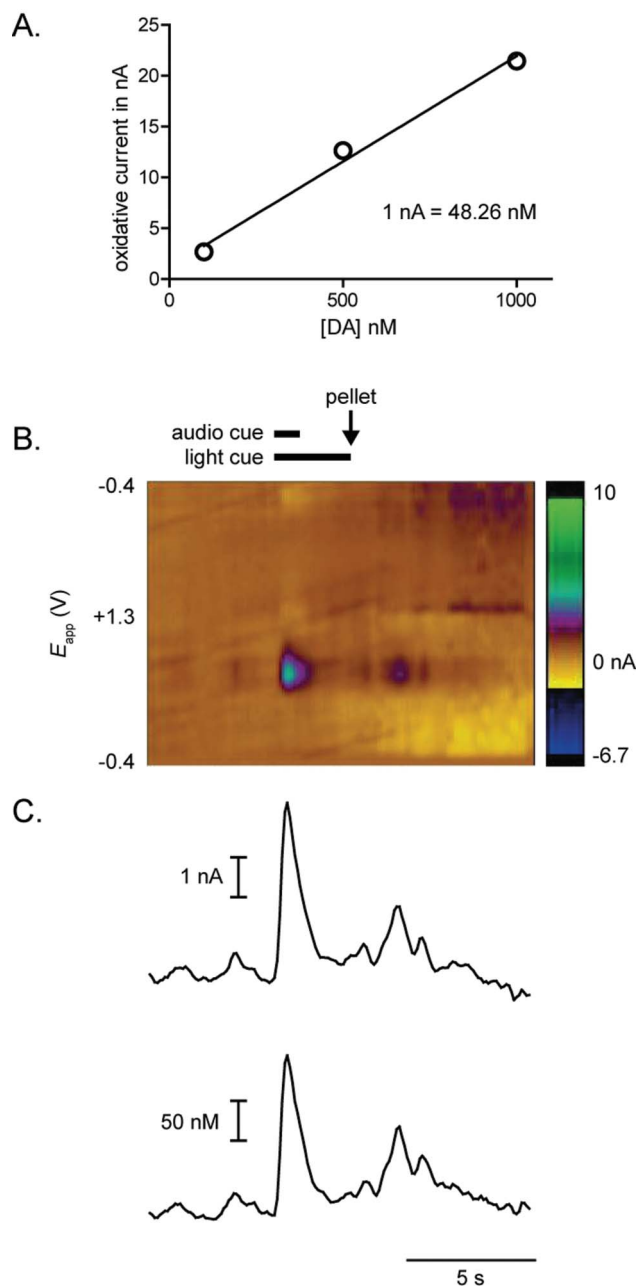 A.
25
20
15
10
5
0
oxidative current in nA
1 nA = 48.26 nM
0
500
1000
[DA] nM
pellet
B.
audio cue
light cue
-0.4
+1.3
-0.4
E app (V)
10
0 nA
-6.7
C.
1 nA
50 nM
5 s